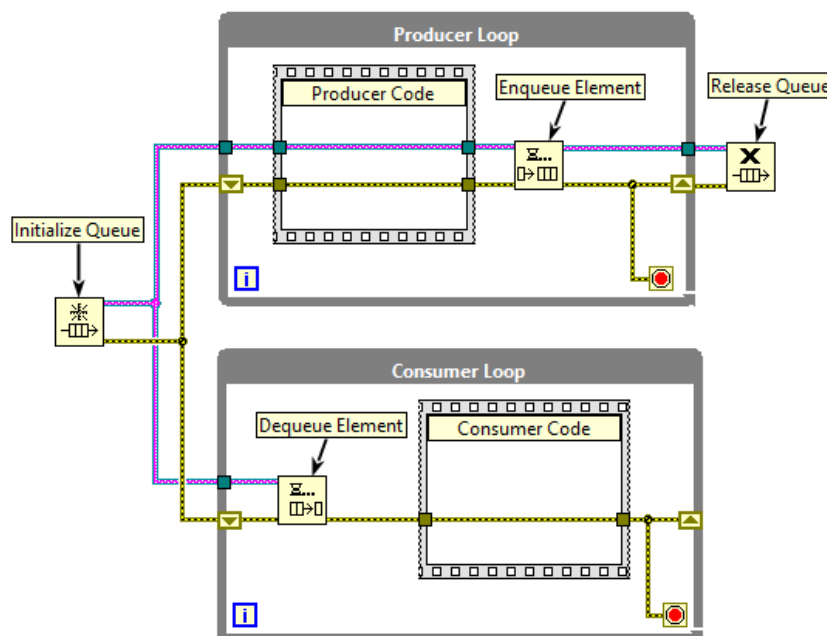 Producer Loop
Producer Code
Enqueue Element
Release Queue
Initialize Queue
i
Consumer Loop
Dequeue Element
Consumer Code
i